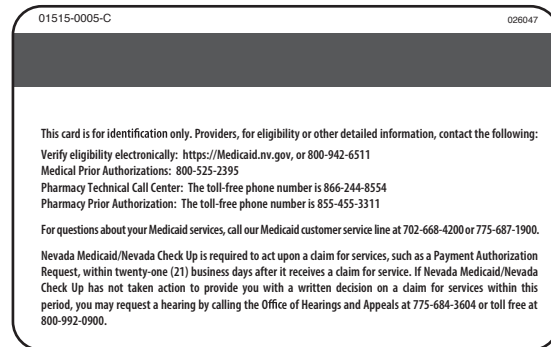 01515-0005-C 026047
This card is for identification only. Providers, for eligibility or other detailed information, contact the following:
Verify eligibility electronically: https://Medicaid.nv.gov, or 800-942-6511
Medical Prior Authorizations: 800-525-2395
Pharmacy Technical Call Center: The toll-free phone number is 866-244-8554
Pharmacy Prior Authorization: The toll-free phone number is 855-455-3311
For questions about your Medicaid services, call our Medicaid customer service line at 702-668-4200 or 775-687-1900.
Nevada Medicaid/Nevada Check Up is required to act upon a claim for services, such as a Payment Authorization
Request, within twenty-one (21) business days after it receives a claim for service. If Nevada Medicaid/Nevada
Check Up has not taken action to provide you with a written decision on a claim for services within this
period, you may request a hearing by calling the Office of Hearings and Appeals at 775-684-3604 or toll free at
800-992-0900.